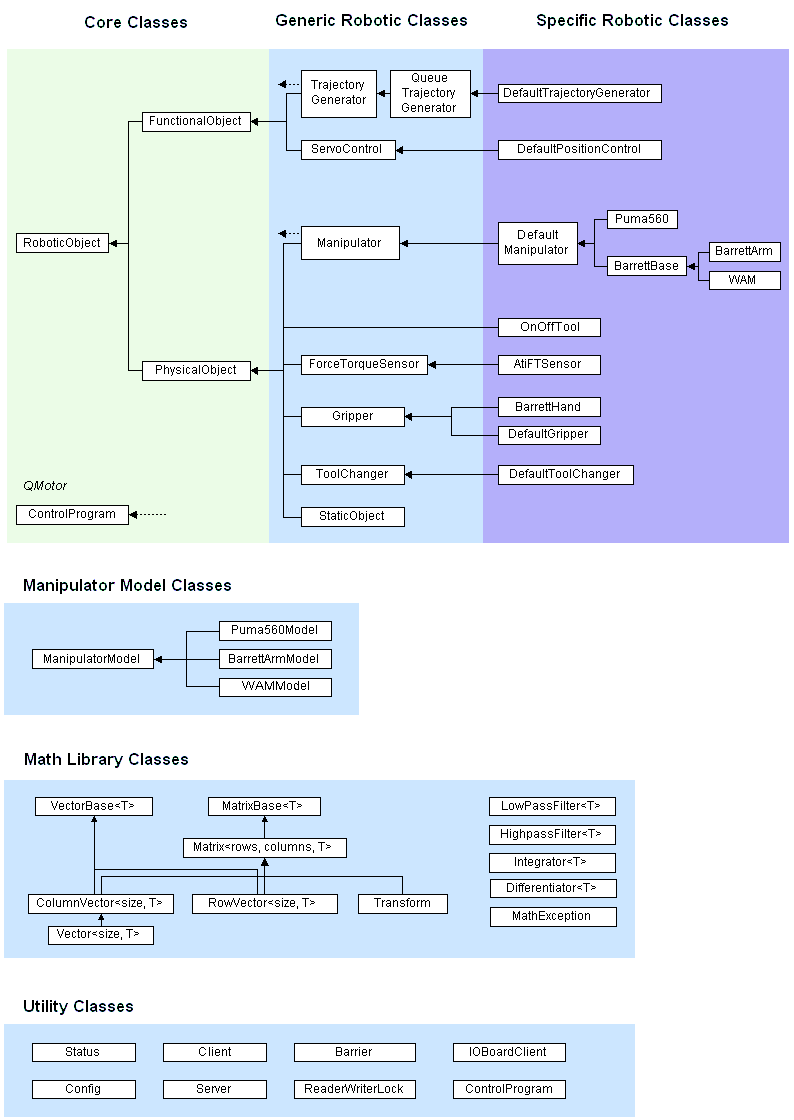 Core Classes
Generic Robotic Classes
Specific Robotic Classes
Trajectory
Generator
Queue
Trajectory
Generator
DefaultTrajectoryGenerator
FunctionalObject
ServoControl
DefaultPositionControl
RoboticObject
Manipulator
Default
Manipulator
Puma560
BarrettBase
BarrettArm
WAM
OnOffTool
PhysicalObject
ForceTorqueSensor
AtiFTSensor
Gripper
BarrettHand
DefaultGripper
ToolChanger
DefaultToolChanger
StaticObject
QMotor
ControlProgram
Manipulator Model Classes
ManipulatorModel
Puma560Model
BarrettArmModel
WAMModel
Math Library Classes
VectorBase<T>
MatrixBase<T>
Matrix<rows, columns, T>
ColumnVector<size, T>
RowVector<size, T>
Transform
Vector<size, T>
LowPassFilter<T>
HighpassFilter<T>
Integrator<T>
Differentiator<T>
MathException
Utility Classes
Status
Client
Barrier
IOBoardClient
Config
Server
ReaderWriterLock
ControlProgram